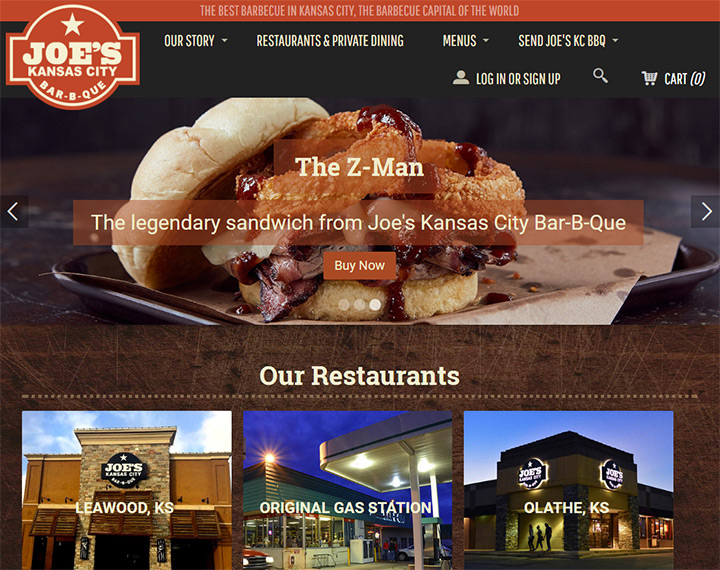 THE BEST BARBECUE IN KANSAS CITY, THE BARBECUE CAPITAL OF THE WORLD
JOE'S
KANSAS CITY
BAR-B-QUE
OUR STORY
RESTAURANTS & PRIVATE DINING
MENUS
SEND JOE'S KC BBQ
LOG IN OR SIGN UP
CART (0)
The Z-Man
The legendary sandwich from Joe's Kansas City Bar-B-Que
Buy Now
Our Restaurants
JOE'S
KANSAS CITY
BAR-B-QUE
LEAWOOD, KS
ORIGINAL GAS STATION
JOE'S
KANSAS CITY
JOE'S
KANSAS CITY
OLATHE, KS